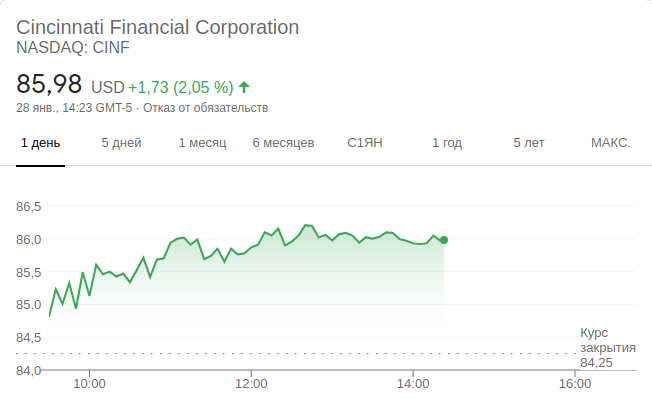 Cincinnati Financial Corporation
NASDAQ: CINF
85,98 USD +1,73 (2,05 %)
28 янв., 14:23 GMT-5 · Отказ от обязательств
1 день 5 дней 1 месяц 6 месяцев С1ЯН 1 год 5 лет МАКС.
86,5
86,0
85,5
85,0
84,5
Курс
закрытия
84,25
84,0
10:00 12:00 14:00 16:00